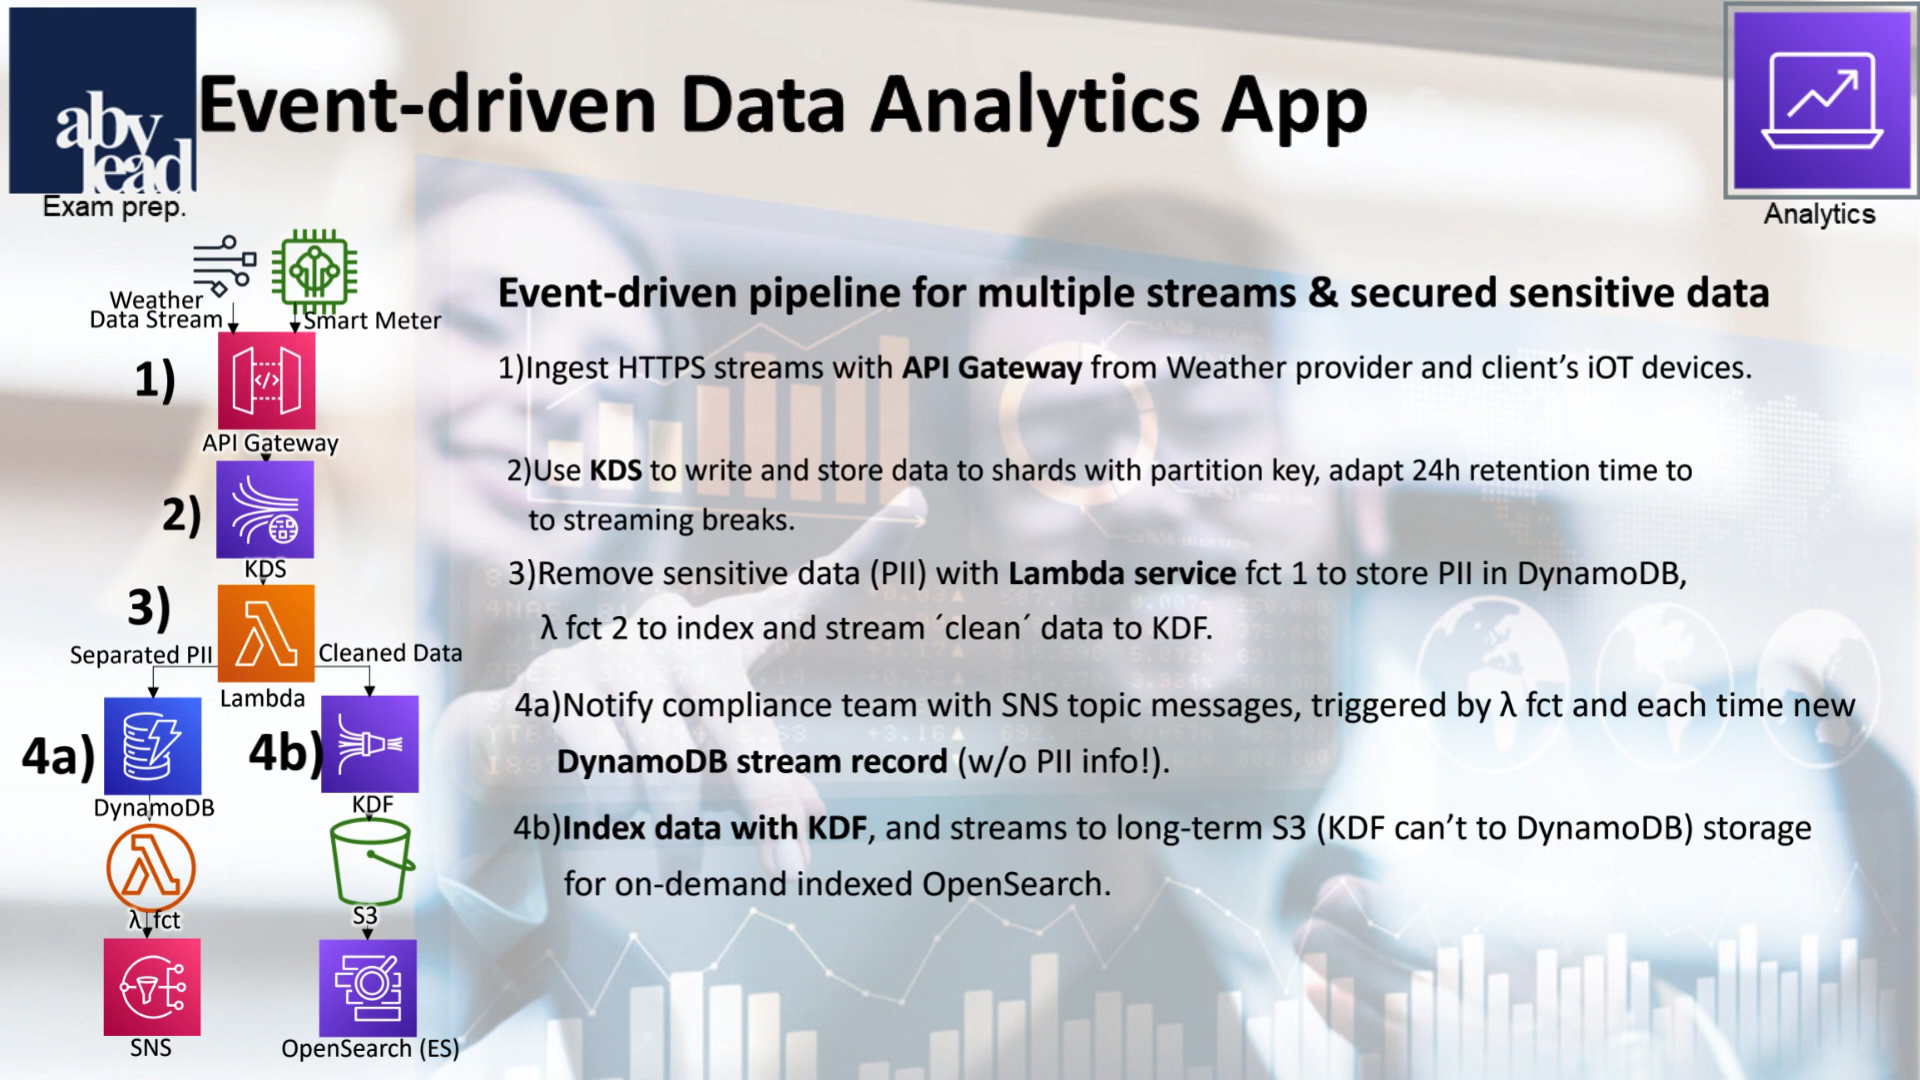 aby
lead
Exam prep.
Event-driven Data Analytics App
Analytics
Weather
Data Stream
Smart Meter
1)
API Gateway
2)
KDS
3)
Separated PII
Cleaned Data
Lambda
4a)
4b)
DynamoDB
KDF
λ fct
S3
SNS
OpenSearch (ES)
Event-driven pipeline for multiple streams & secured sensitive data
1)Ingest HTTPS streams with API Gateway from Weather provider and client’s iOT devices.
2)Use KDS to write and store data to shards with partition key, adapt 24h retention time to
to streaming breaks.
3)Remove sensitive data (PII) with Lambda service fct 1 to store PII in DynamoDB,
λ fct 2 to index and stream ´clean´ data to KDF.
4a)Notify compliance team with SNS topic messages, triggered by λ fct and each time new
DynamoDB stream record (w/o PII info!).
4b)Index data with KDF, and streams to long-term S3 (KDF can’t to DynamoDB) storage
for on-demand indexed OpenSearch.